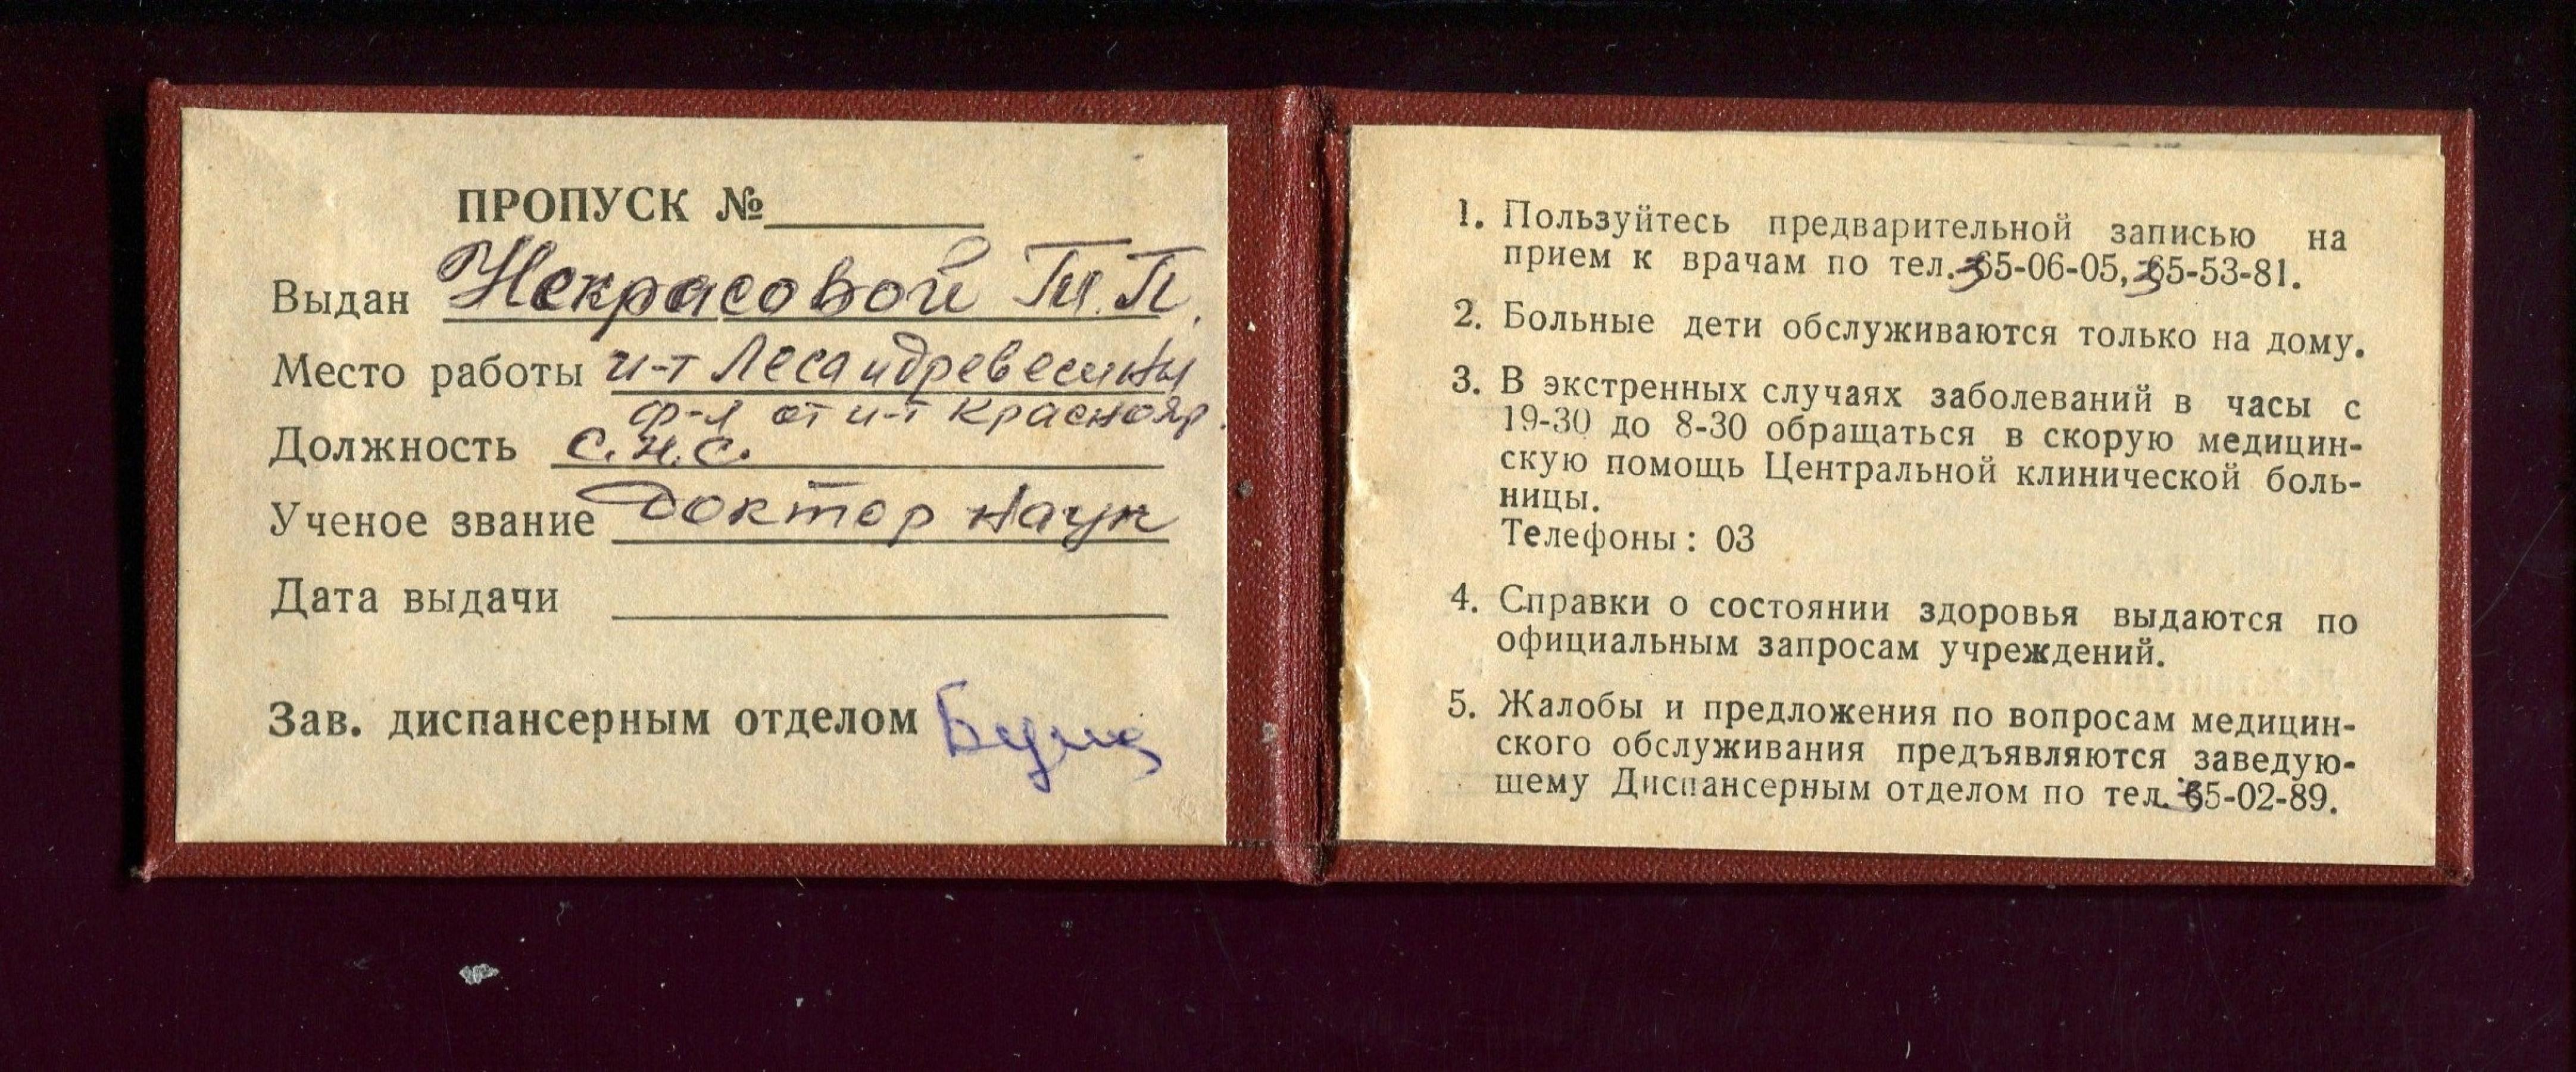 ПРОПУСК №
Выдан Некрасовой Т.П.
Место работы и-т Леса и древесины
ф-л от и-т Краснояр.
Должность с.н.с.
Ученое звание доктор наук
Дата выдачи
Зав. диспансерным отделом
1. Пользуйтесь предварительной записью на
прием к врачам по тел. 35-06-05, 35-53-81.
2. Больные дети обслуживаются только на дому.
3. В экстренных случаях заболеваний в часы с
19-30 до 8-30 обращаться в скорую медицин-
скую помощь Центральной клинической боль-
ницы.
Телефоны: 03
4. Справки о состоянии здоровья выдаются по
официальным запросам учреждений.
5. Жалобы и предложения по вопросам медицин-
ского обслуживания предъявляются заведую-
щему Диспансерным отделом по тел. 35-02-89.